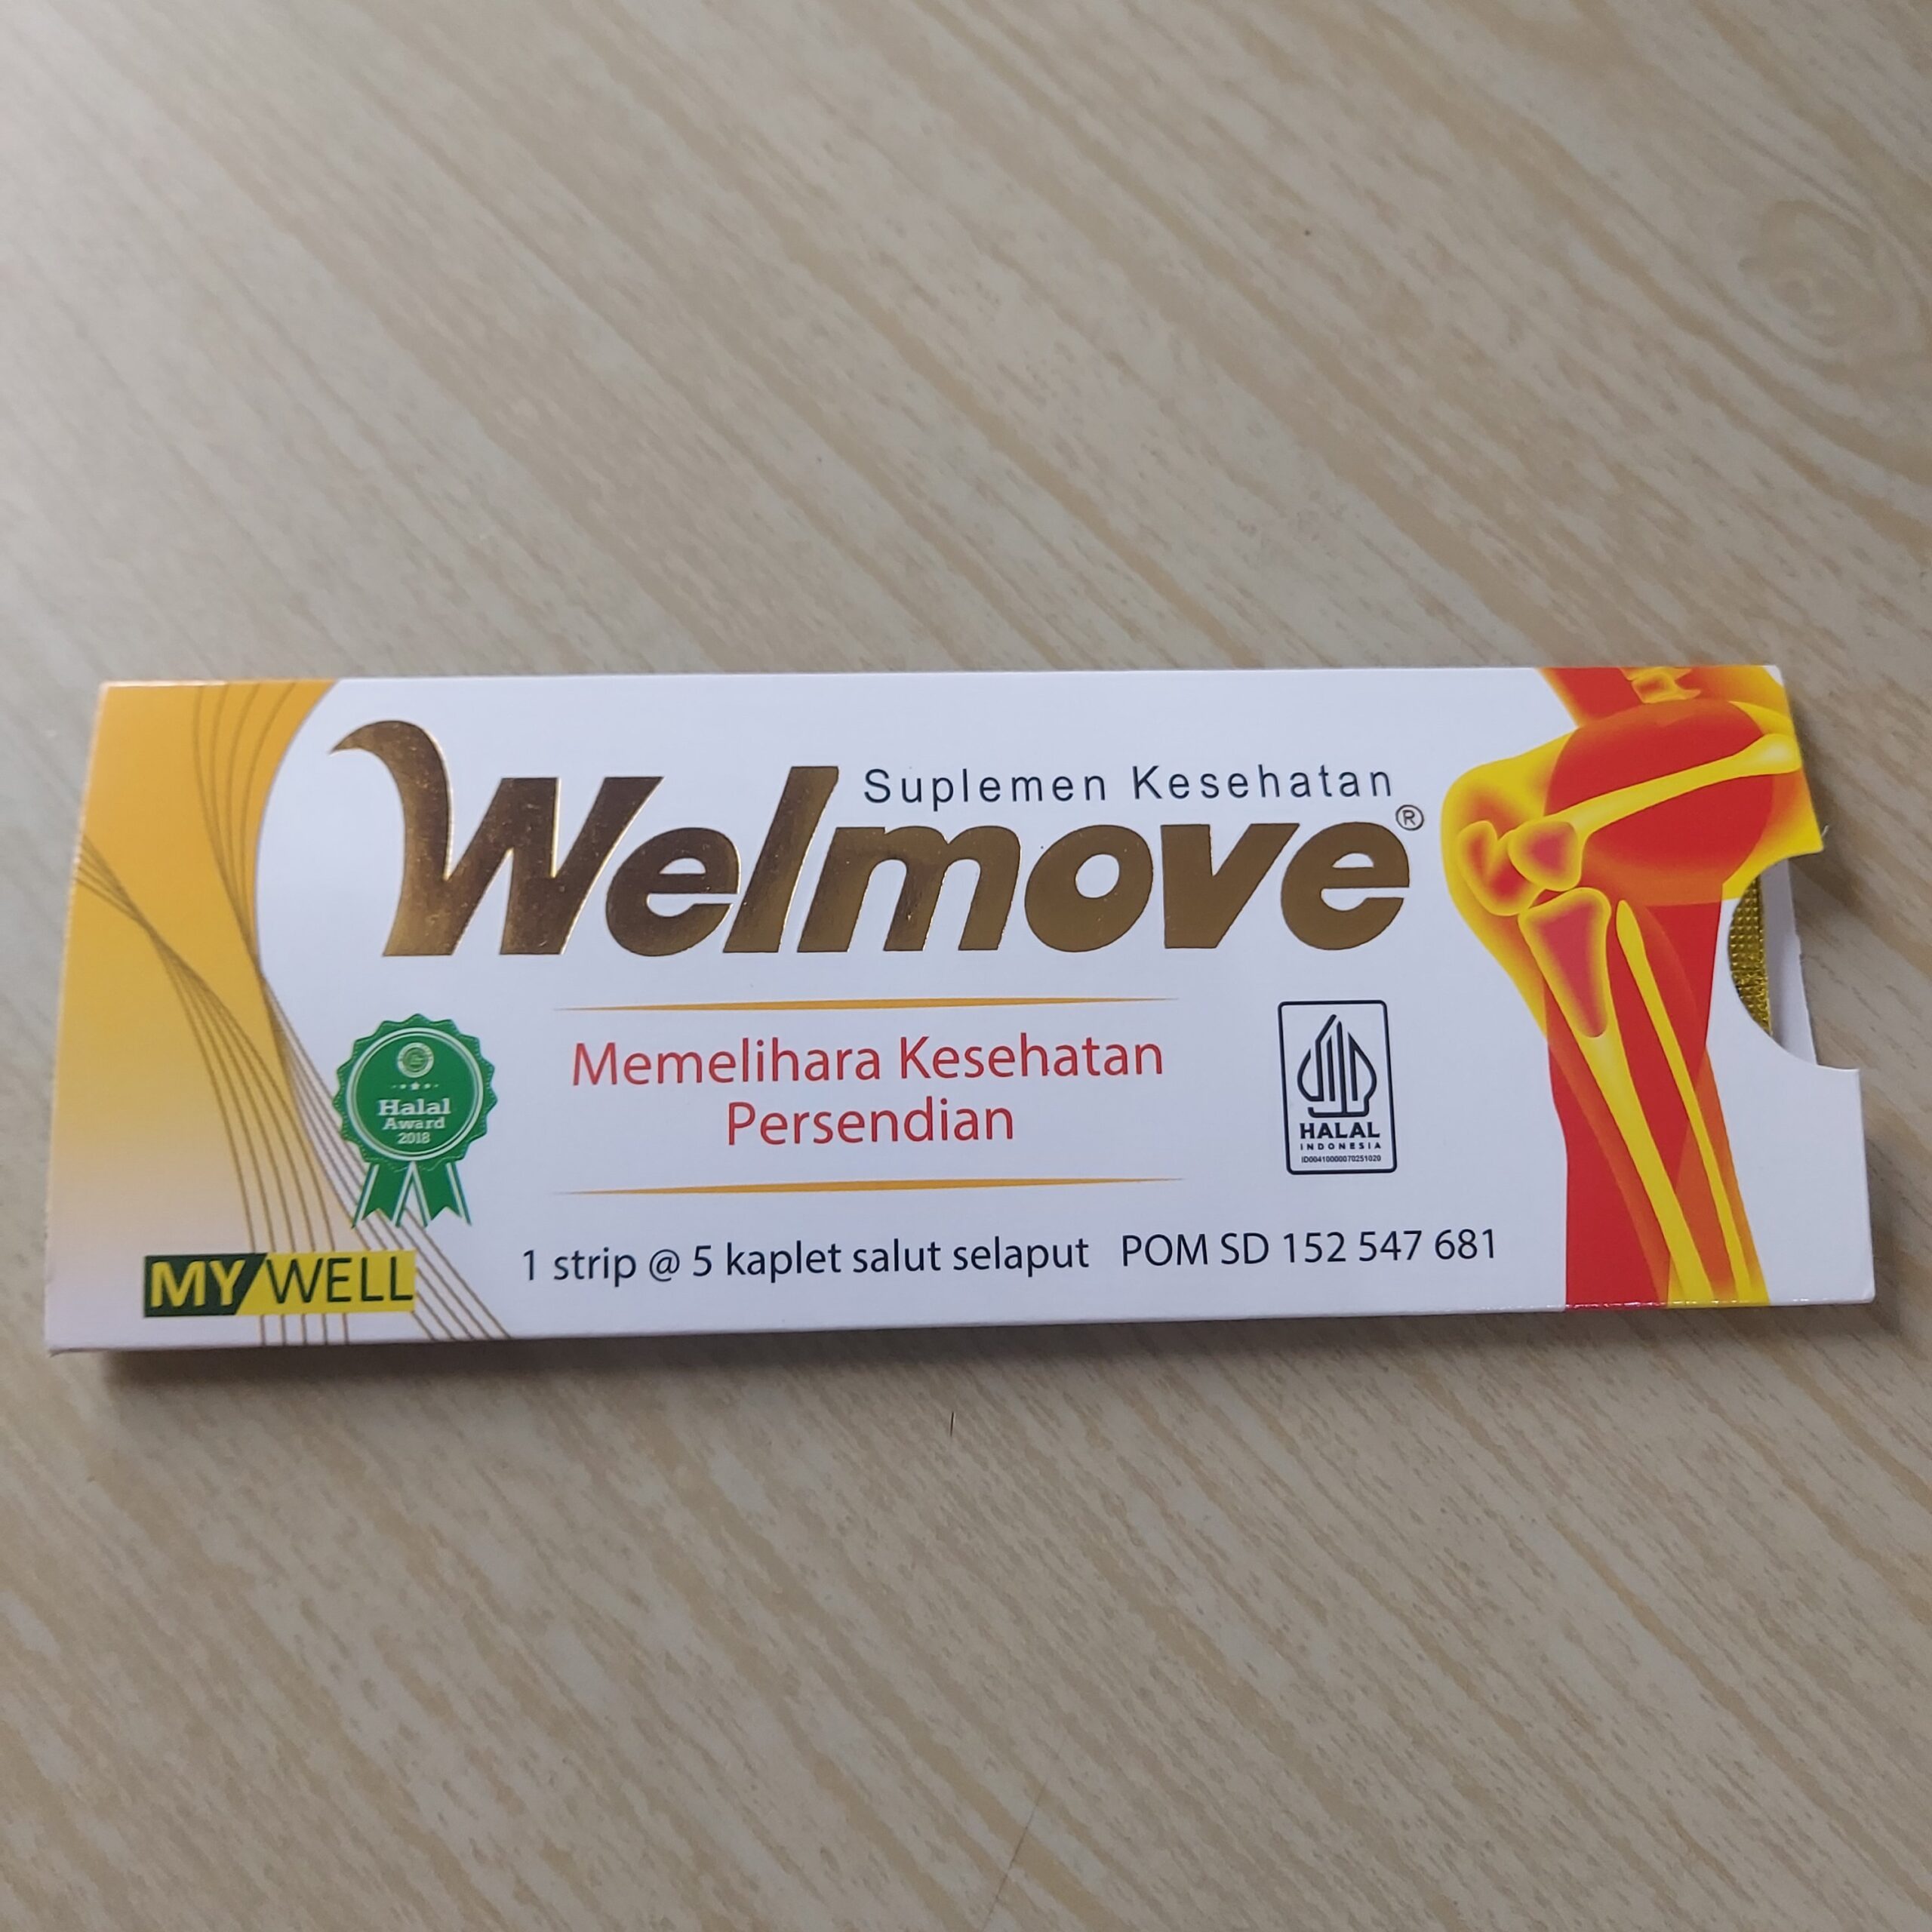 Suplemen Kesehatan
Welmove®
Memelihara Kesehatan
Persendian
Halal
Award
2018
HALAL
INDONESIA
ID00410000070251020
MY WELL
1 strip @ 5 kaplet salut selaput POM SD 152 547 681